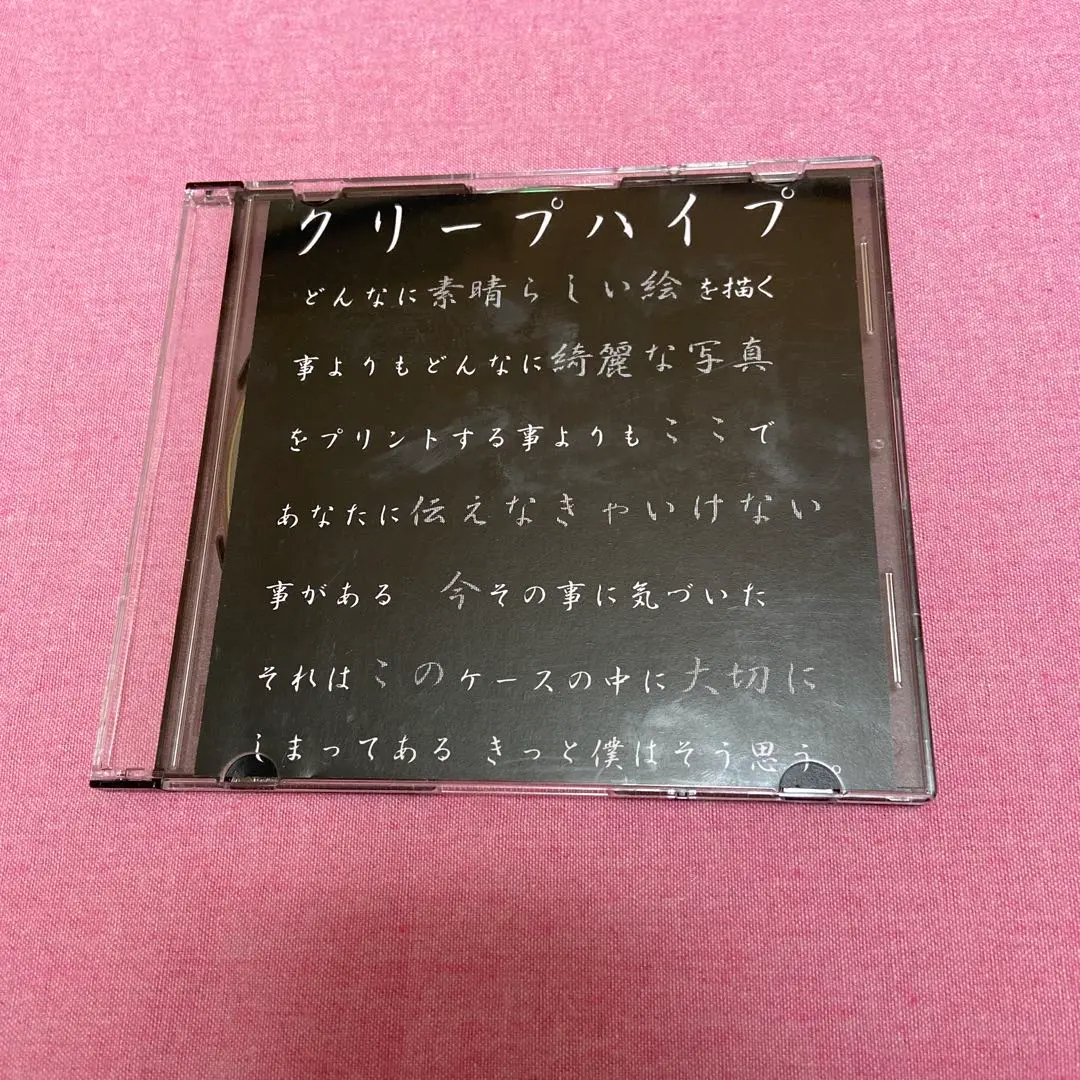 クリープハイプ
どんなに素晴らしい絵を描く
事よりもどんなに綺麗な写真
をプリントする事よりもここで
あなたに伝えなきゃいけない
事がある　今その事に気づいた
それはこのケースの中に大切に
しまってある きっと僕はそう思う。